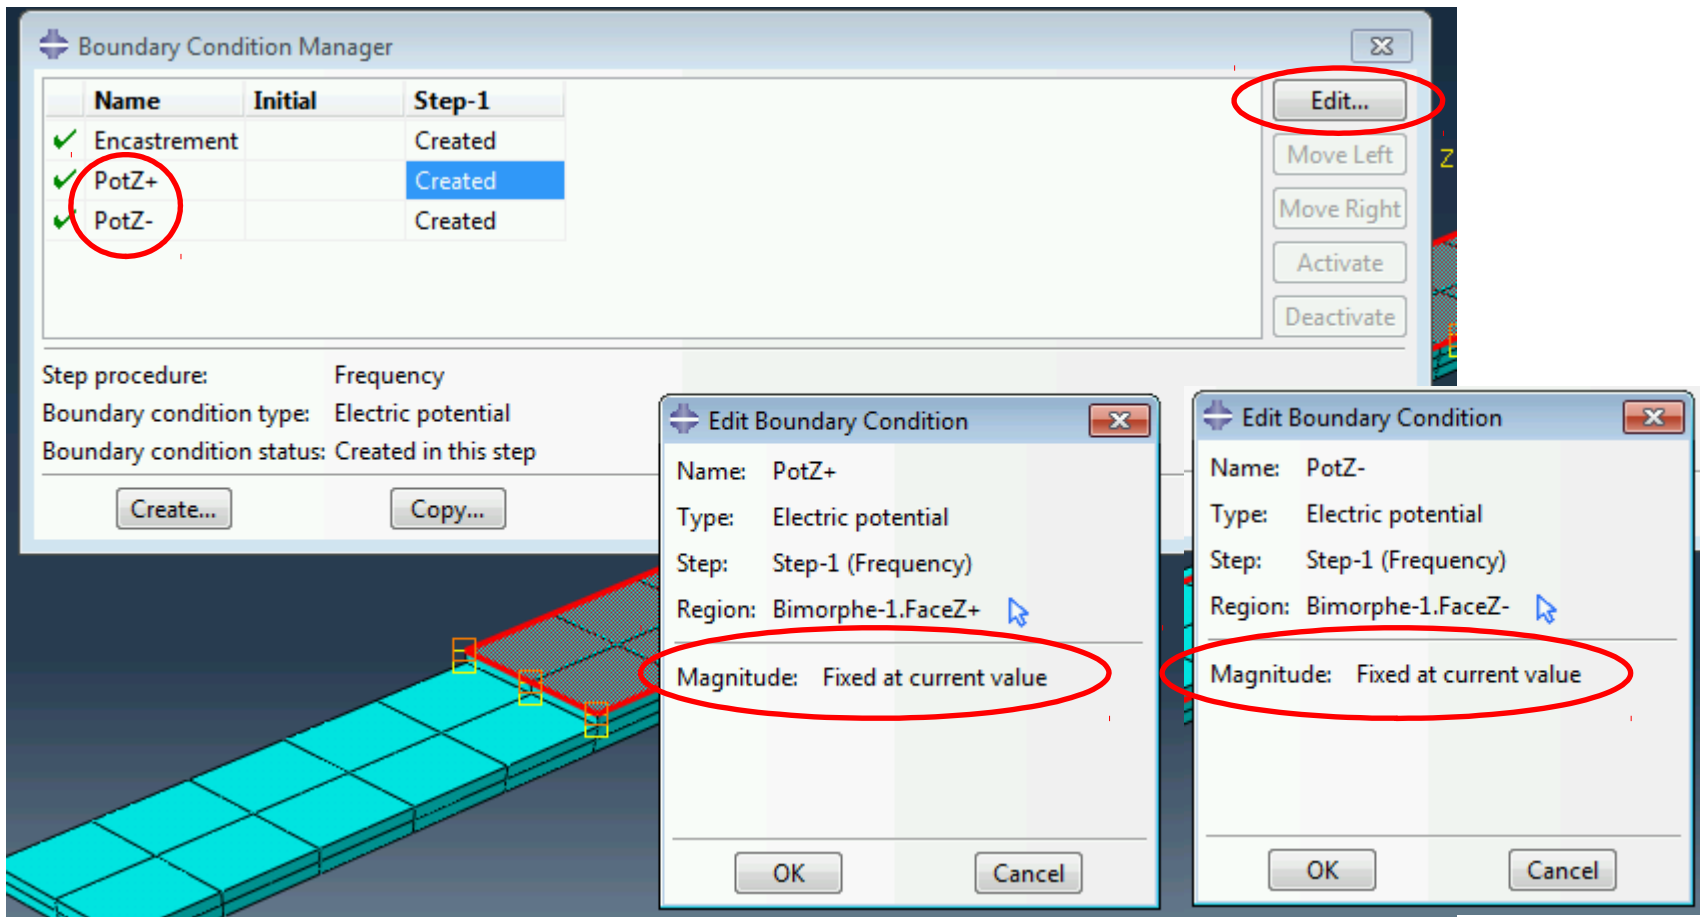 Boundary Condition Manager
Name Initial Step-1
Encastrement Created
PotZ+ Created
PotZ- Created
Edit...
Move Left
Move Right
Activate
Deactivate
Z
Step procedure: Frequency
Boundary condition type: Electric potential
Boundary condition status: Created in this step
Create... Copy...
Edit Boundary Condition
Name: PotZ+
Type: Electric potential
Step: Step-1 (Frequency)
Region: Bimorphe-1.FaceZ+
Magnitude: Fixed at current value
OK Cancel
Edit Boundary Condition
Name: PotZ-
Type: Electric potential
Step: Step-1 (Frequency)
Region: Bimorphe-1.FaceZ-
Magnitude: Fixed at current value
OK Cancel